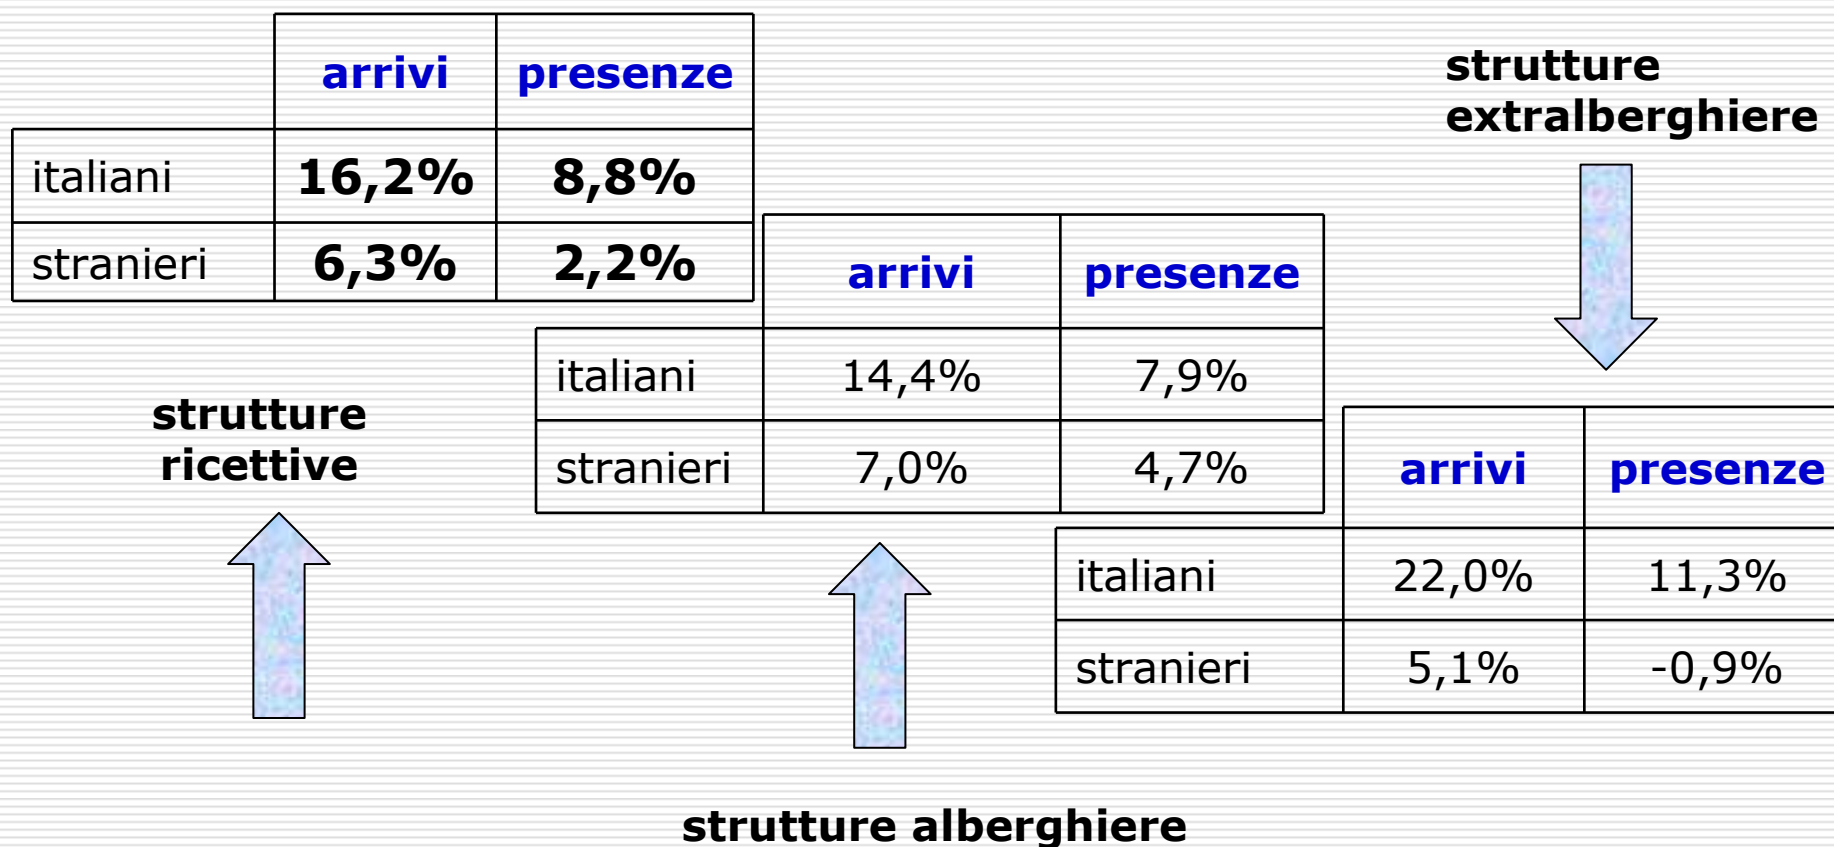 arrivi presenze
italiani 16,2% 8,8%
stranieri 6,3% 2,2%
strutture
ricettive
arrivi presenze
italiani 14,4% 7,9%
stranieri 7,0% 4,7%
strutture alberghiere
strutture
extralberghiere
arrivi presenze
italiani 22,0% 11,3%
stranieri 5,1% -0,9%